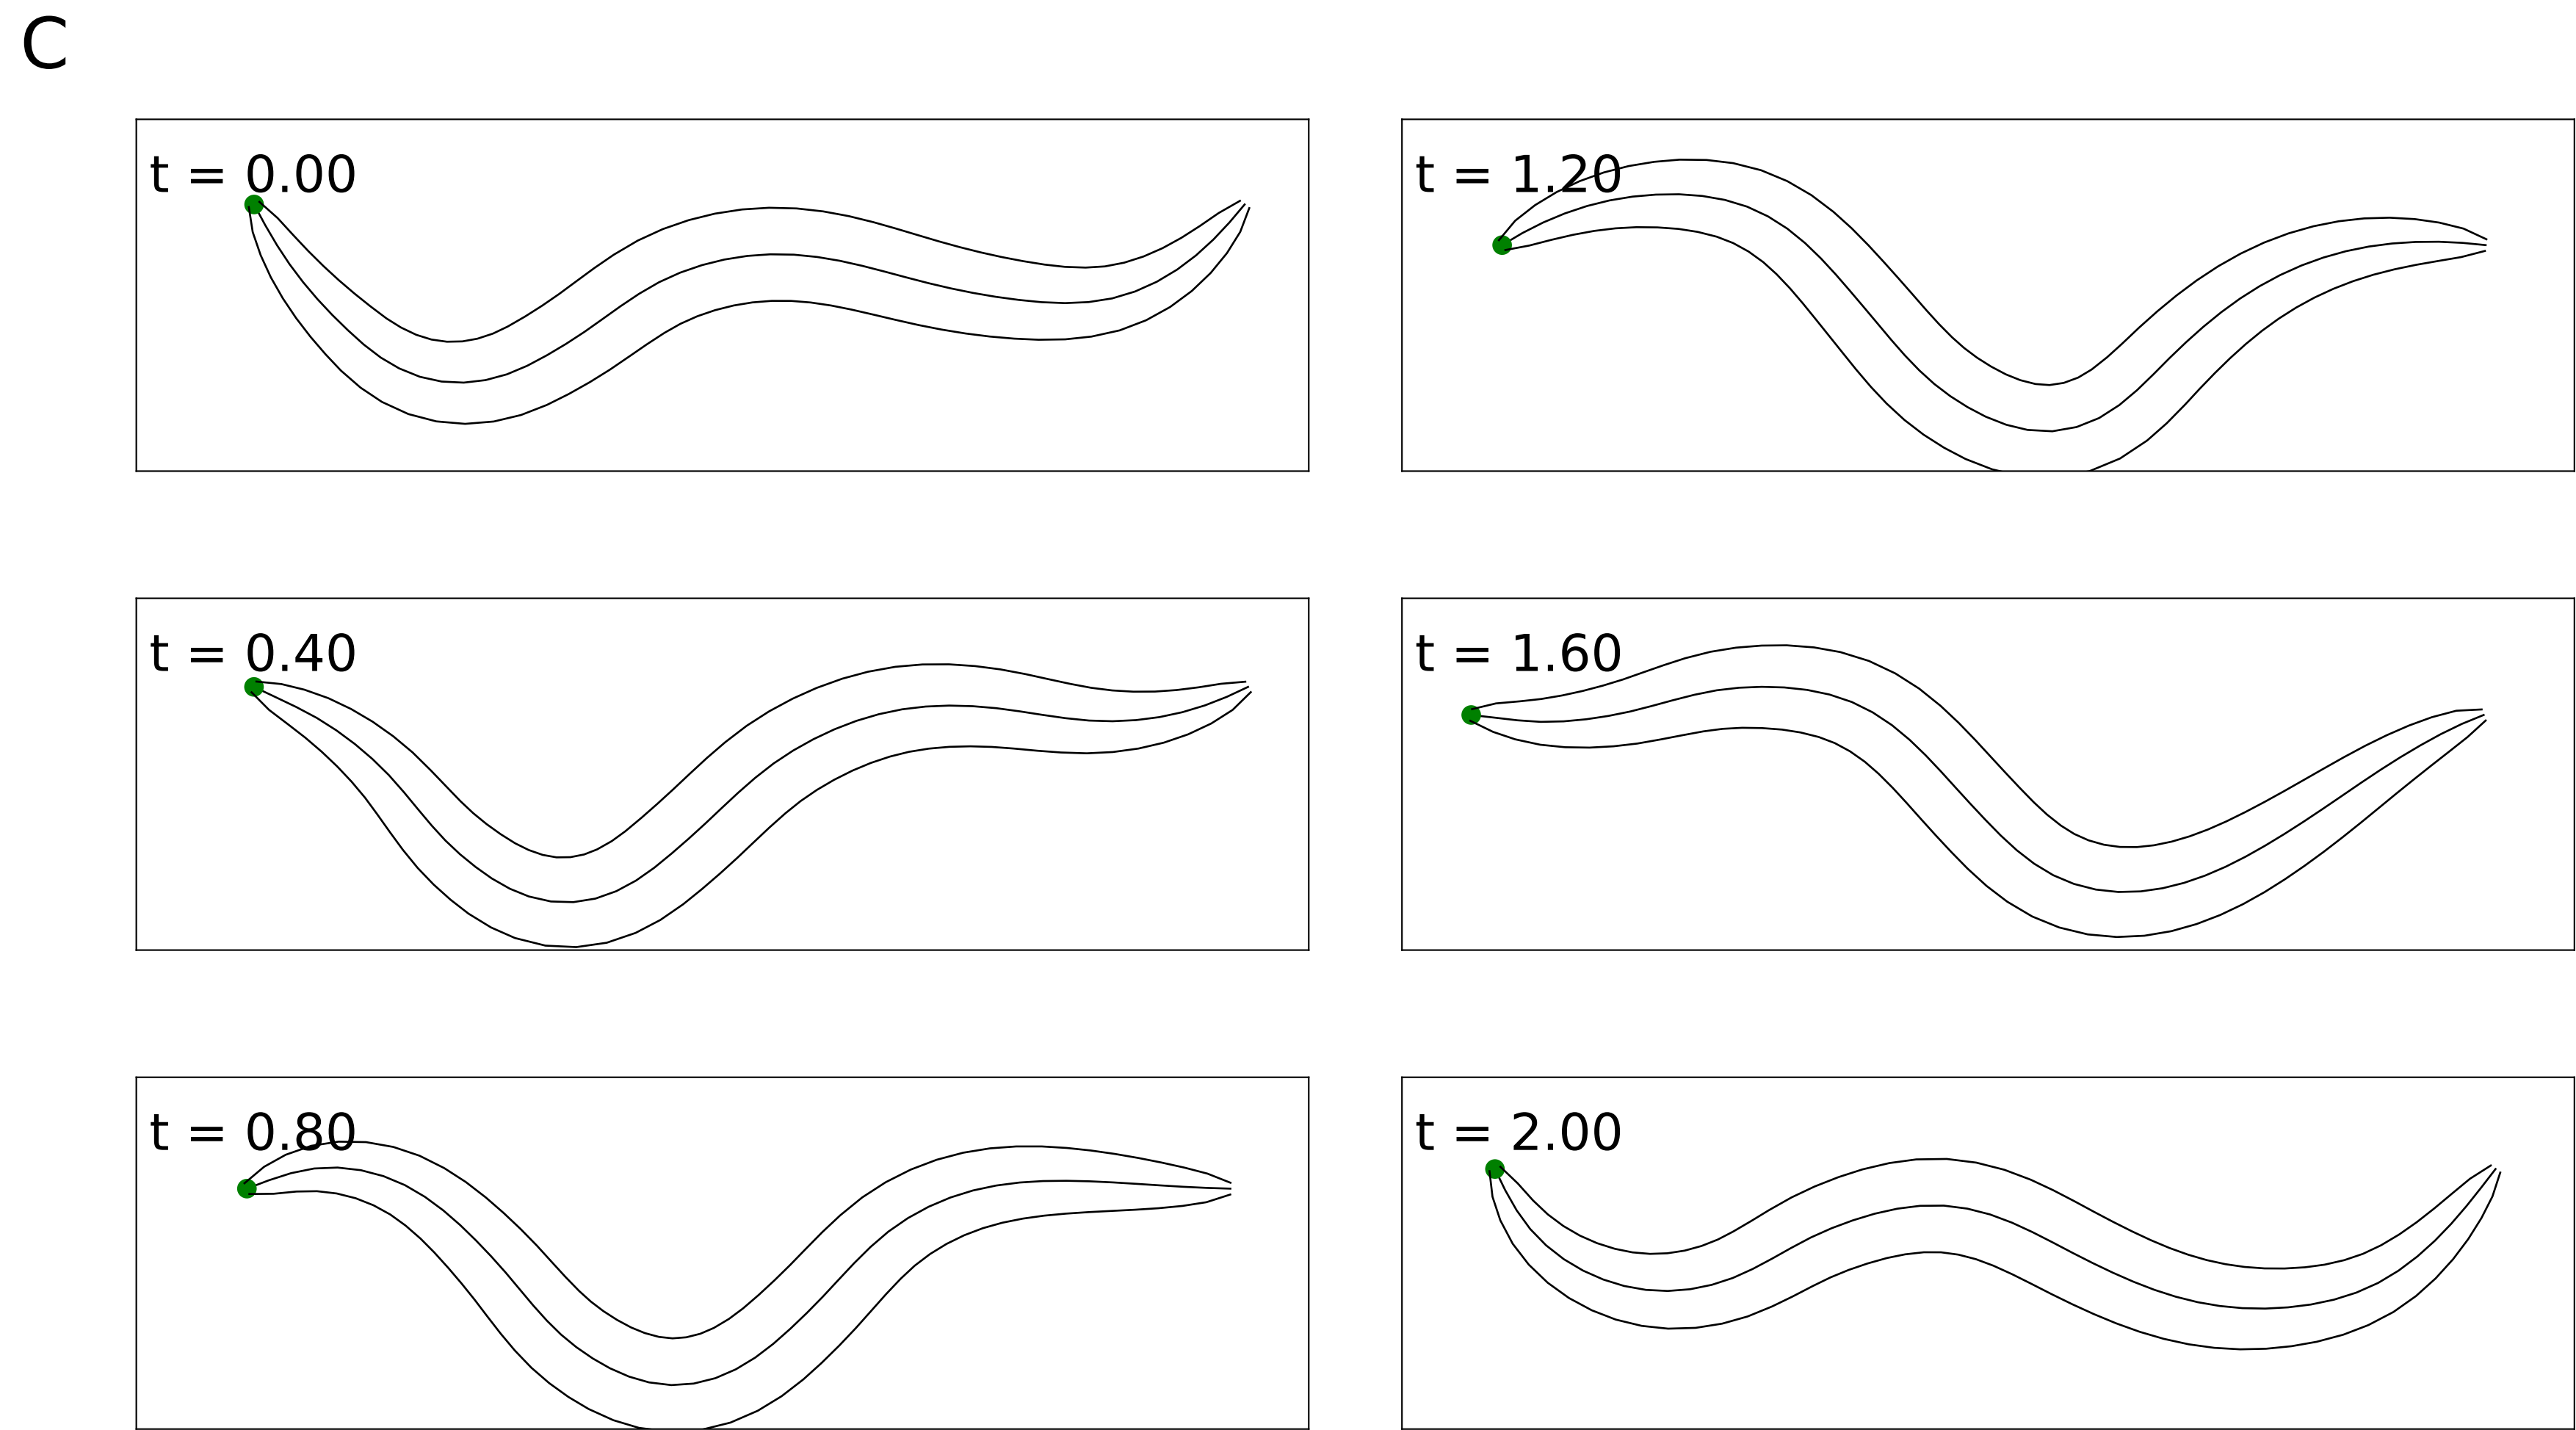 C
t = 0.00
t = 1.20
t = 0.40
t = 1.60
t = 0.80
t = 2.00